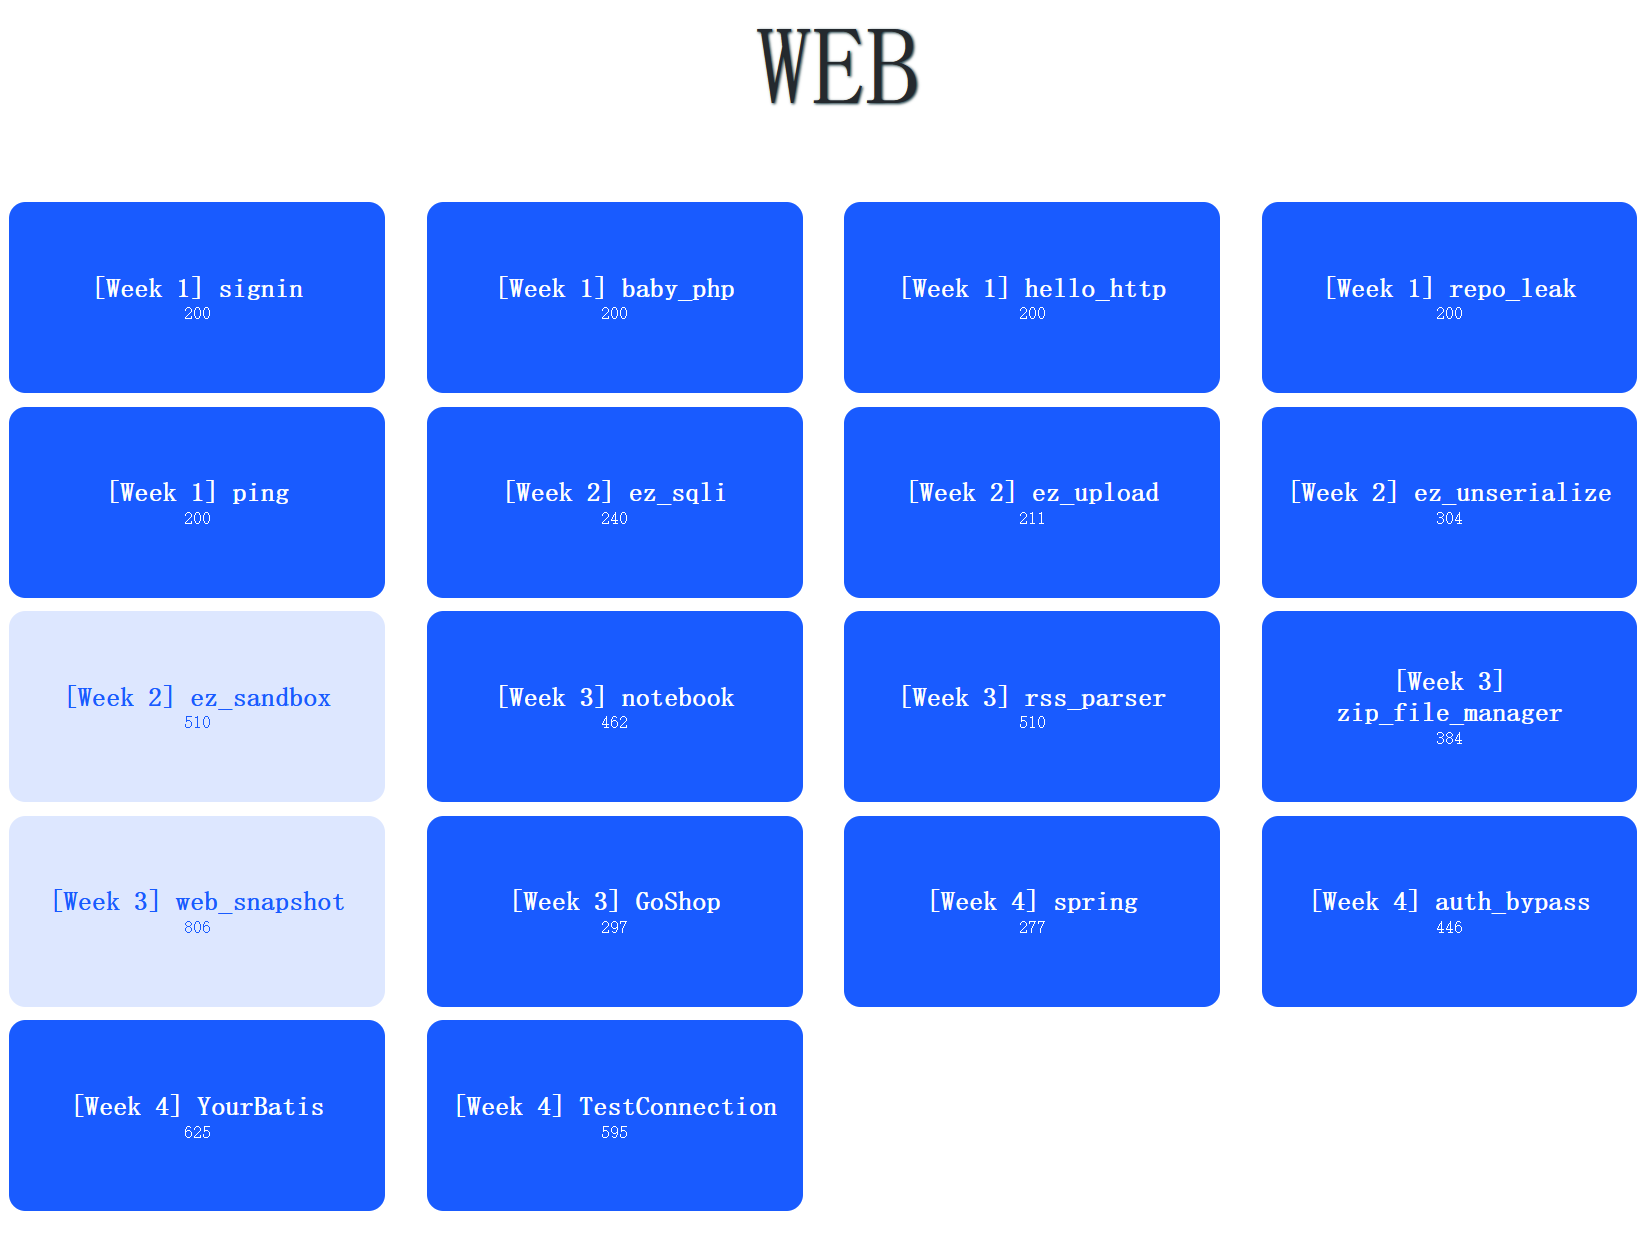 WEB
[Week 1] signin
200
[Week 1] baby_php
200
[Week 1] hello_http
200
[Week 1] repo_leak
200
[Week 1] ping
200
[Week 2] ez_sqli
240
[Week 2] ez_upload
211
[Week 2] ez_unserialize
304
[Week 2] ez_sandbox
510
[Week 3] notebook
462
[Week 3] rss_parser
510
[Week 3]
zip_file_manager
384
[Week 3] web_snapshot
806
[Week 3] GoShop
297
[Week 4] spring
277
[Week 4] auth_bypass
446
[Week 4] YourBatis
625
[Week 4] TestConnection
595